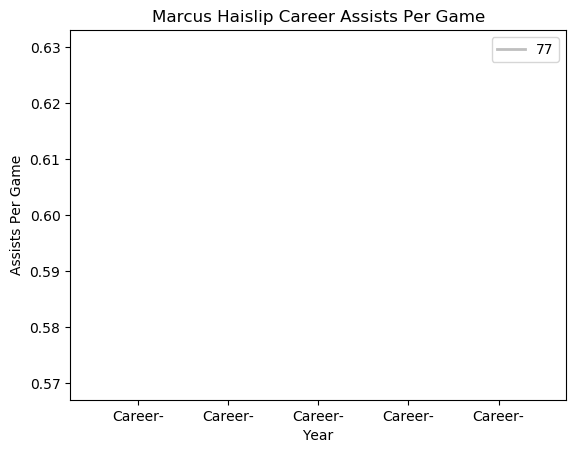 Marcus Haislip Career Assists Per Game
77
0.63
0.62
0.61
0.60
0.59
0.58
0.57
Assists Per Game
Career- Career- Career- Career- Career-
Year